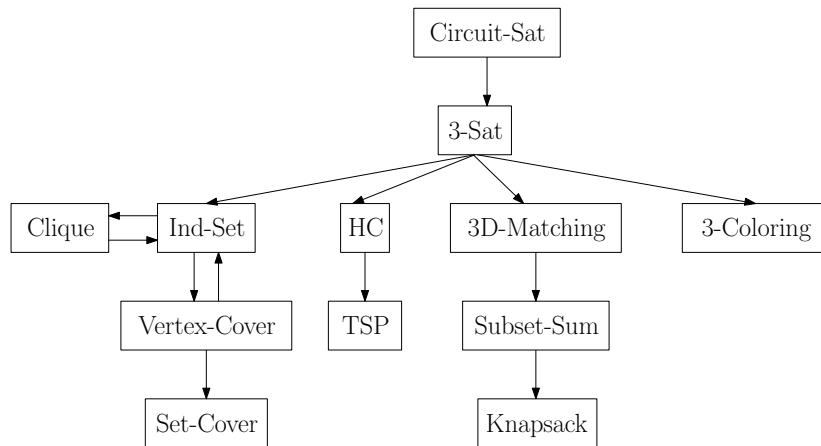 Circuit-Sat
3-Sat
Clique
Ind-Set
HC
3D-Matching
3-Coloring
Vertex-Cover
TSP
Subset-Sum
Set-Cover
Knapsack